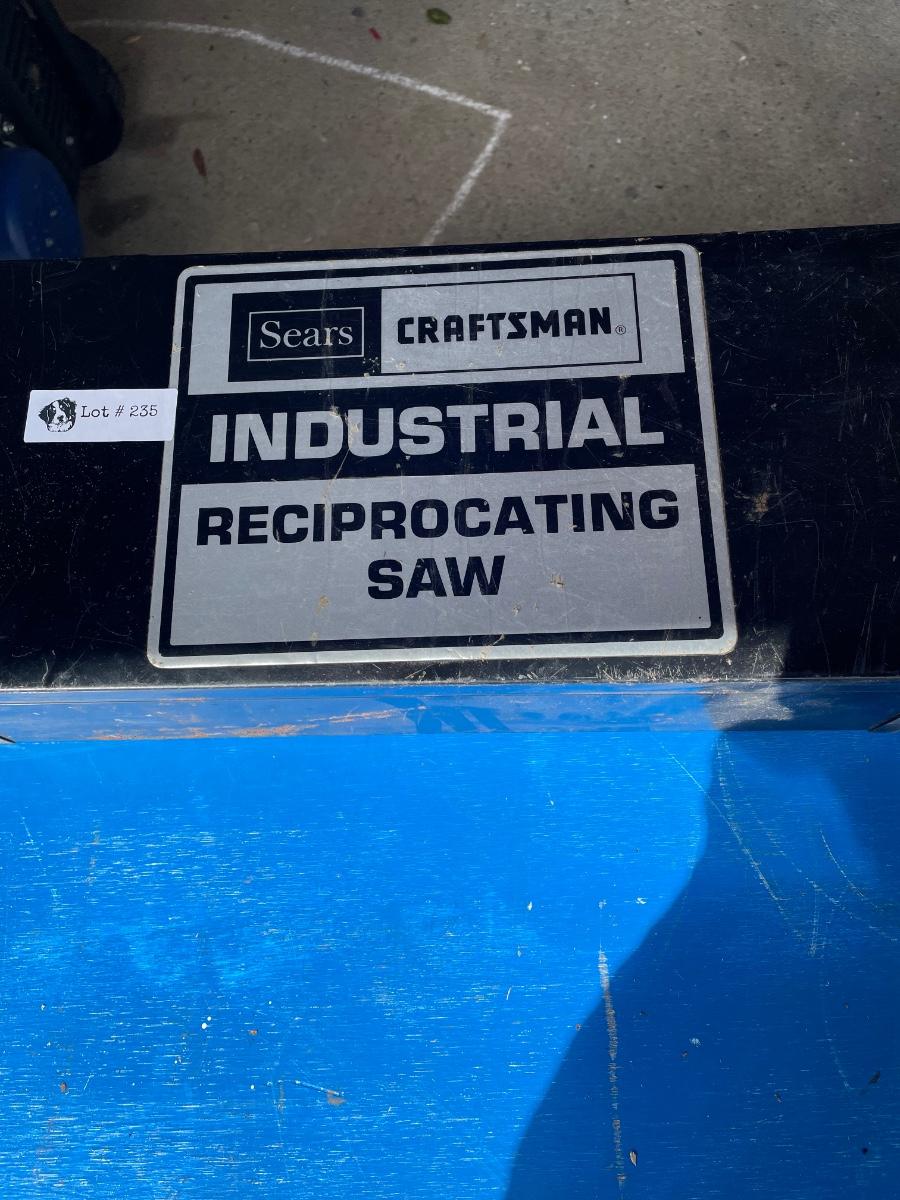 Sears CRAFTSMAN®
Lot # 235
INDUSTRIAL
RECIPROCATING
SAW